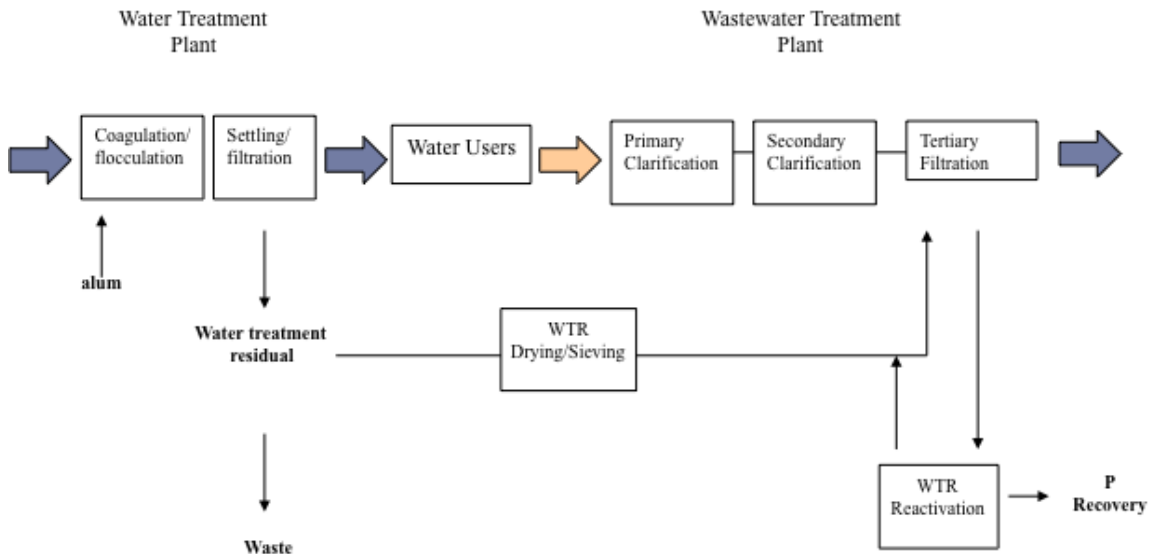 Water Treatment
Plant
Wastewater Treatment
Plant
Coagulation/
flocculation
Settling/
filtration
Water Users
Primary
Clarification
Secondary
Clarification
Tertiary
Filtration
alum
Water treatment
residual
WTR
Drying/Sieving
WTR
Reactivation
P
Recovery
Waste